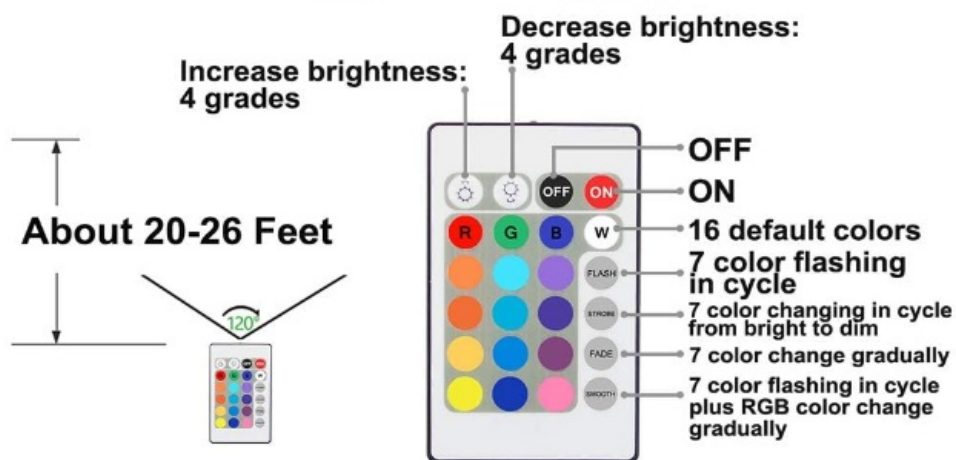 Decrease brightness:
4 grades
Increase brightness:
4 grades
About 20-26 Feet
120°
OFF
ON
OFF
ON
R
G
B
W
16 default colors
FLASH
7 color flashing
in cycle
STROBE
7 color changing in cycle
from bright to dim
FADE
7 color change gradually
SMOOTH
7 color flashing in cycle
plus RGB color change
gradually